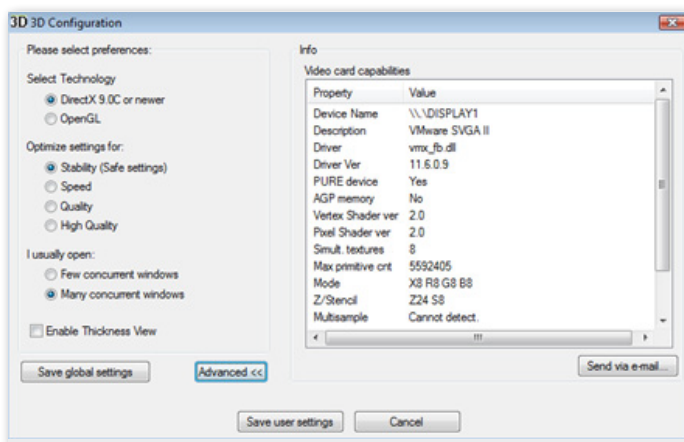 3D 3D Configuration
Please select preferences:
Select Technology
DirectX 9.0C or newer
OpenGL
Optimize settings for:
Stability (Safe settings)
Speed
Quality
High Quality
I usually open:
Few concurrent windows
Many concurrent windows
Enable Thickness View
Save global settings
Advanced <<
Info
Video card capabilities
Property Value
Device Name \\.\DISPLAY1
Description VMware SVGA II
Driver vmx_fb.dll
Driver Ver 11.6.0.9
PURE device Yes
AGP memory No
Vertex Shader ver 2.0
Pixel Shader ver 2.0
Simult. textures 8
Max primitive cnt 5592405
Mode X8 R8 G8 B8
Z/Stencil Z24 S8
Multisample Cannot detect.
Send via e-mail...
Save user settings
Cancel